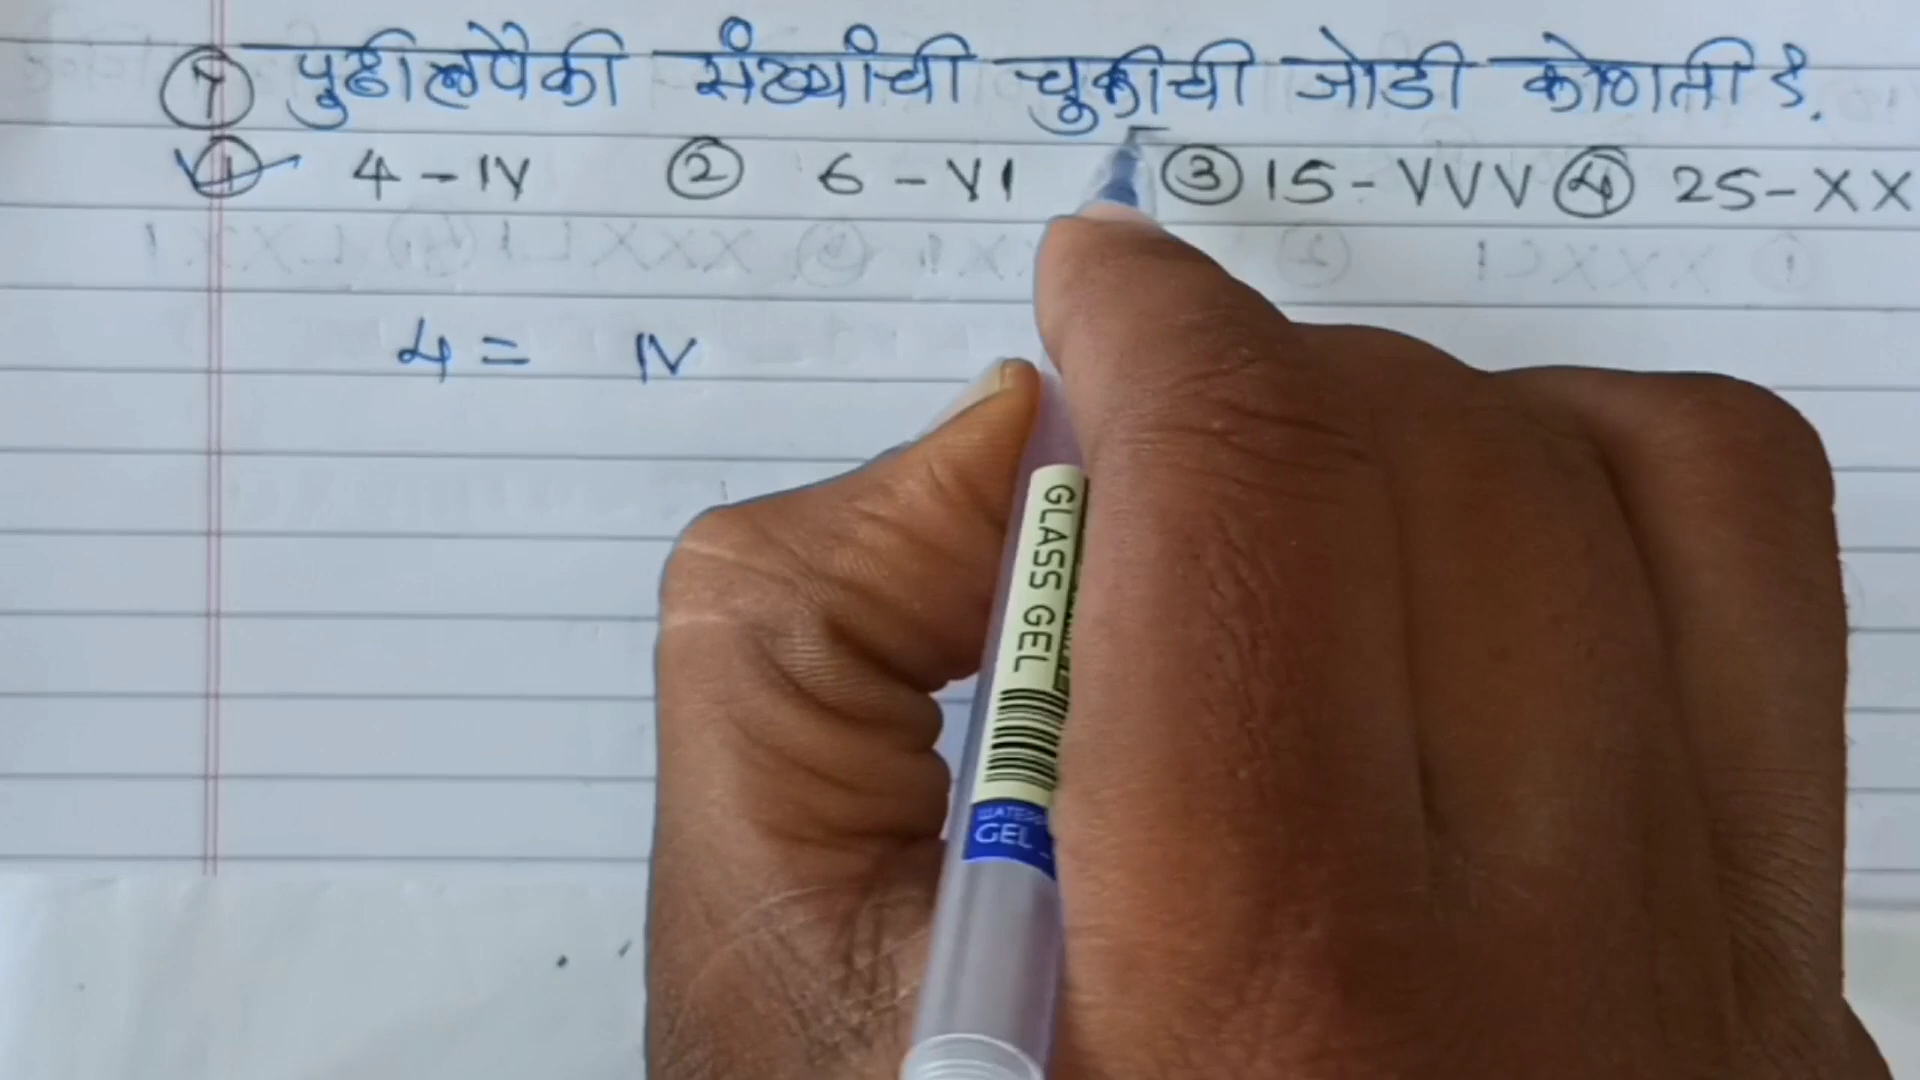 ७ पुढीलपैकी संख्यांची चुकीची जोडी कोणती ?.
① 4 - IV ② 6 - VI ③ 15 - VVV ④ 25 - XX
4 = IV
GLASS GEL
GEL